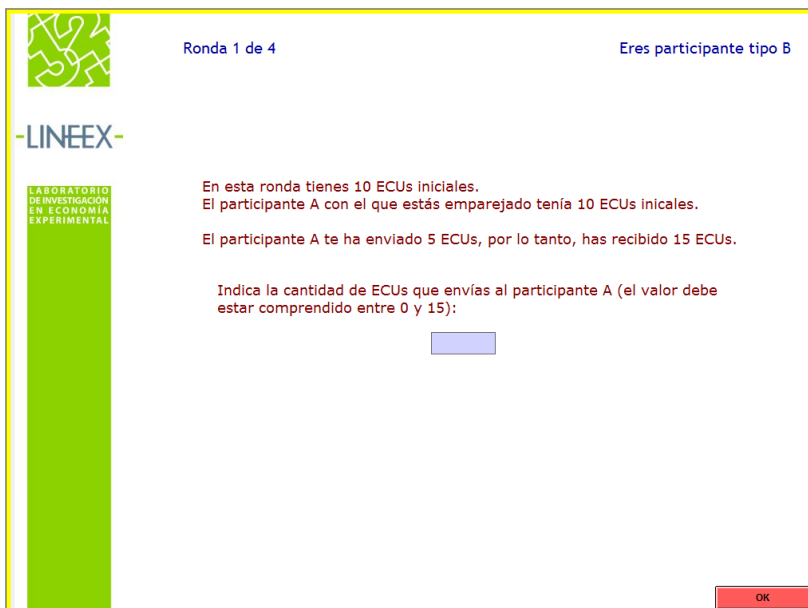 Ronda 1 de 4
Eres participante tipo B
-LINEEX-
LABORATORIO
DE INVESTIGACIÓN
EN ECONOMÍA
EXPERIMENTAL
En esta ronda tienes 10 ECUs iniciales.
El participante A con el que estás emparejado tenía 10 ECUs inicales.
El participante A te ha enviado 5 ECUs, por lo tanto, has recibido 15 ECUs.
Indica la cantidad de ECUs que envías al participante A (el valor debe
estar comprendido entre 0 y 15):
OK